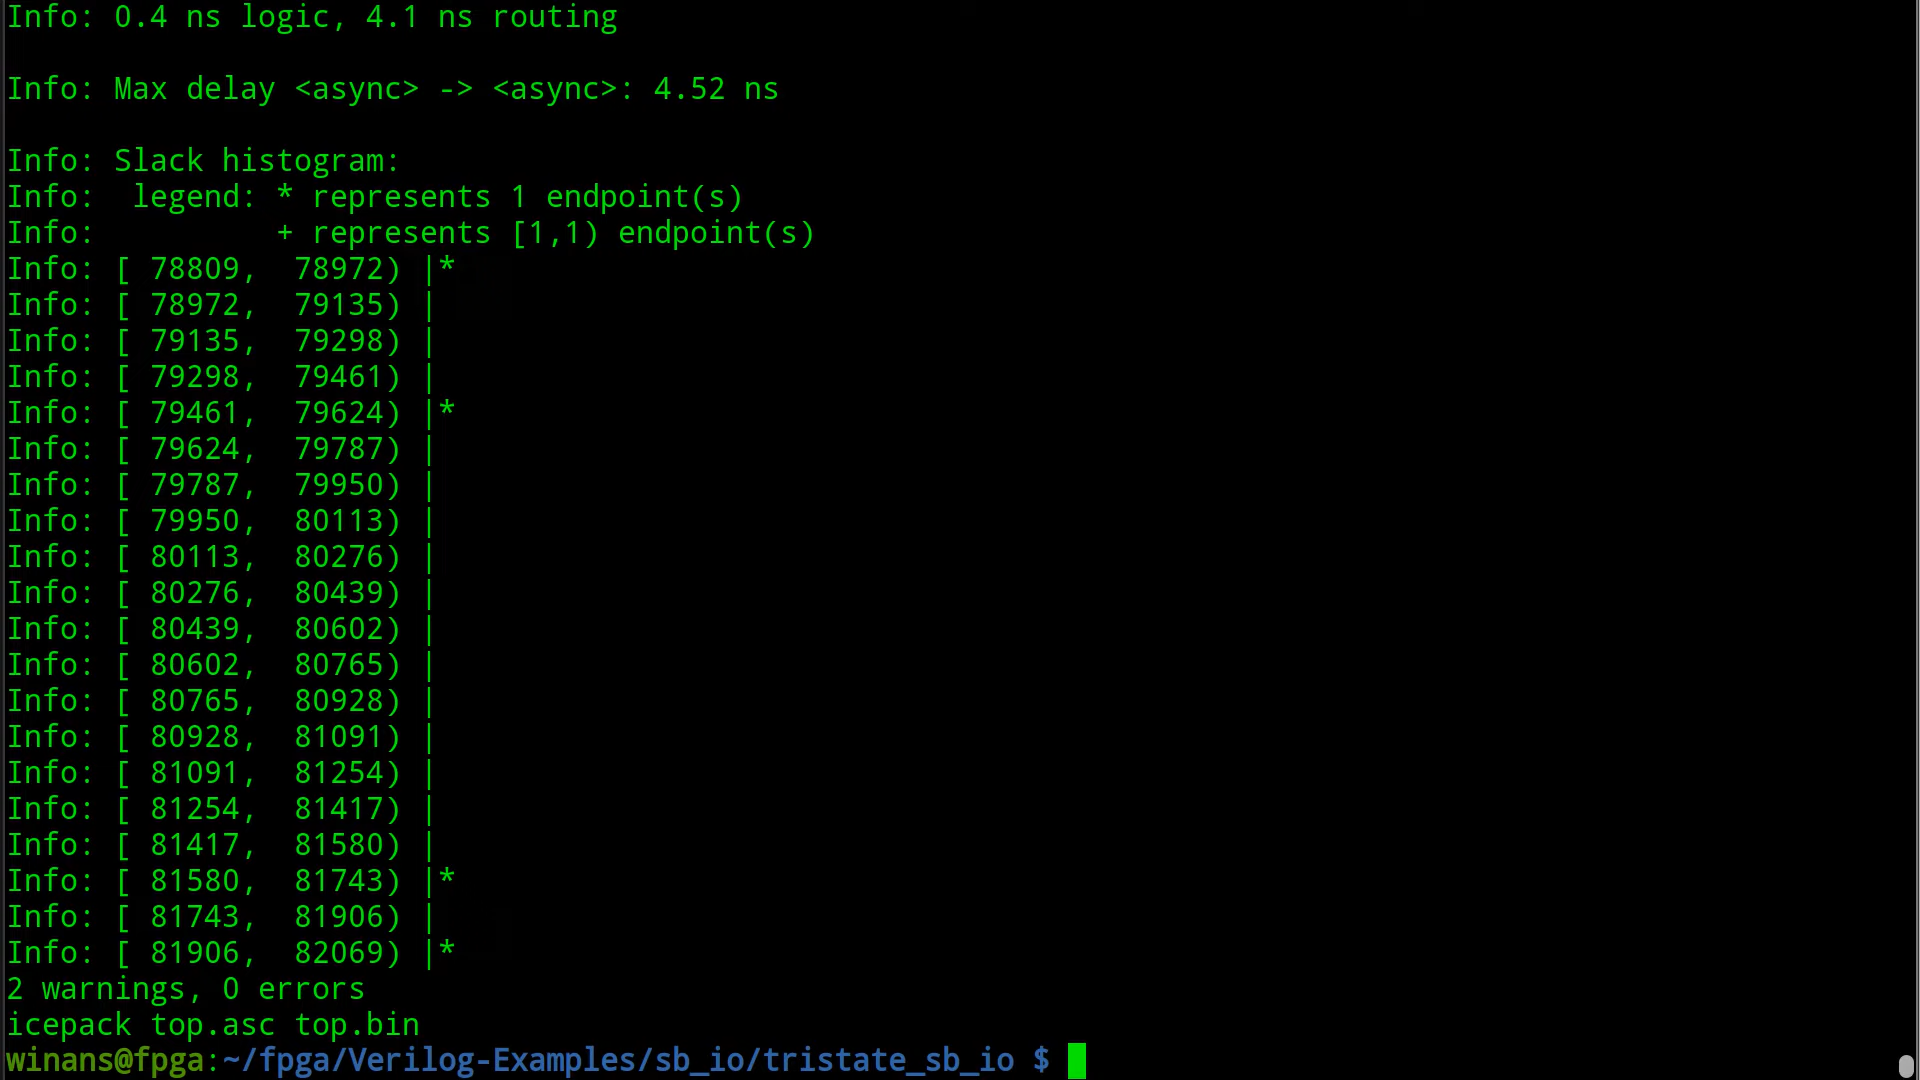 Info: 0.4 ns logic, 4.1 ns routing
Info: Max delay <async> -> <async>: 4.52 ns
Info: Slack histogram:
Info:  legend: * represents 1 endpoint(s)
Info:          + represents [1,1) endpoint(s)
Info: [ 78809,  78972) |*
Info: [ 78972,  79135) |
Info: [ 79135,  79298) |
Info: [ 79298,  79461) |
Info: [ 79461,  79624) |*
Info: [ 79624,  79787) |
Info: [ 79787,  79950) |
Info: [ 79950,  80113) |
Info: [ 80113,  80276) |
Info: [ 80276,  80439) |
Info: [ 80439,  80602) |
Info: [ 80602,  80765) |
Info: [ 80765,  80928) |
Info: [ 80928,  81091) |
Info: [ 81091,  81254) |
Info: [ 81254,  81417) |
Info: [ 81417,  81580) |
Info: [ 81580,  81743) |*
Info: [ 81743,  81906) |
Info: [ 81906,  82069) |*
2 warnings, 0 errors
icepack top.asc top.bin
winans@fpga:~/fpga/Verilog-Examples/sb_io/tristate_sb_io $